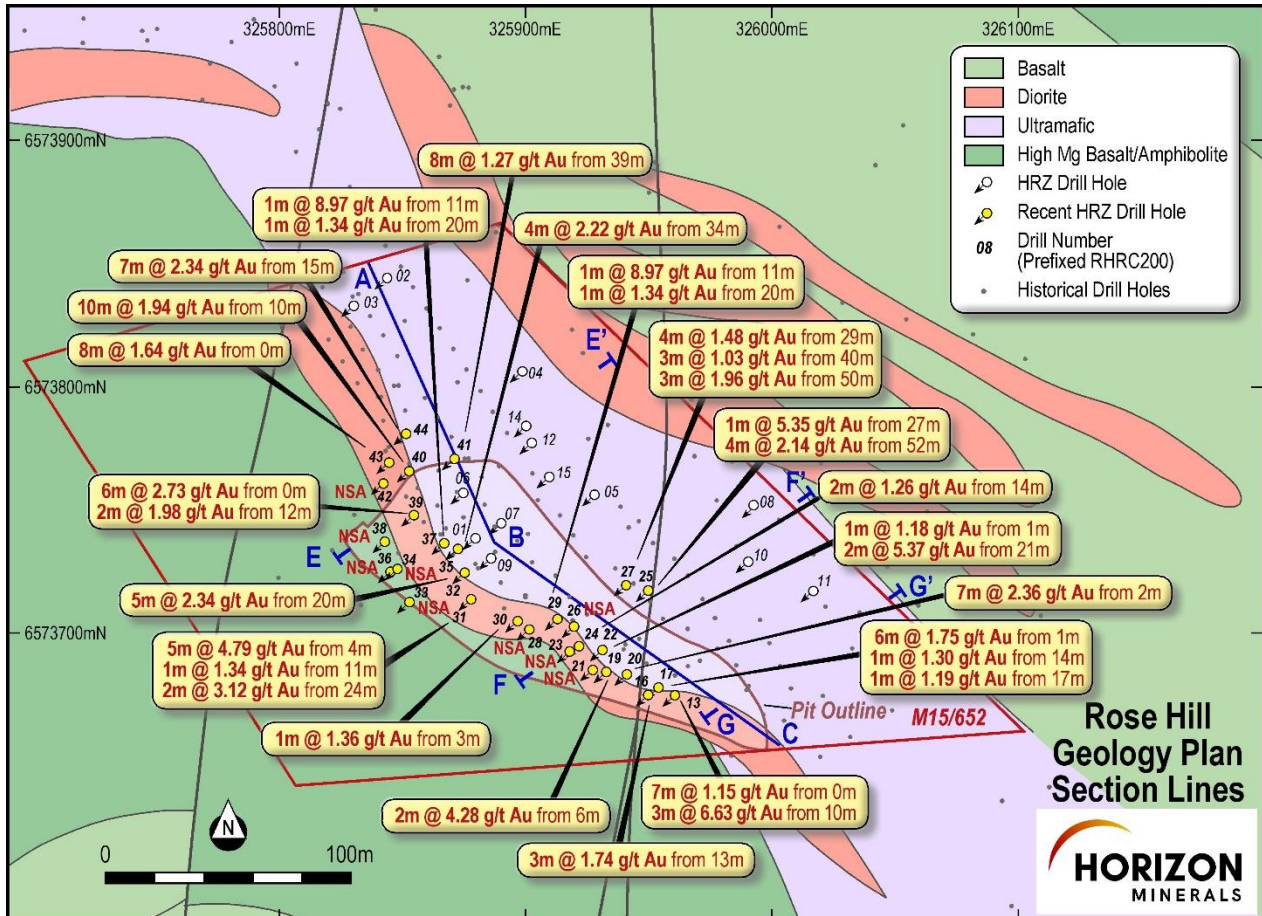 325800mE
325900mE
326000mE
326100mE
Basalt
Diorite
Ultramafic
High Mg Basalt/Amphibolite
HRZ Drill Hole
Recent HRZ Drill Hole
08 Drill Number
(Prefixed RHRC200)
Historical Drill Holes
6573900mN
8m @ 1.27 g/t Au from 39m
1m @ 8.97 g/t Au from 11m
1m @ 1.34 g/t Au from 20m
4m @ 2.22 g/t Au from 34m
7m @ 2.34 g/t Au from 15m
1m @ 8.97 g/t Au from 11m
1m @ 1.34 g/t Au from 20m
A
02
03
10m @ 1.94 g/t Au from 10m
E'
4m @ 1.48 g/t Au from 29m
3m @ 1.03 g/t Au from 40m
3m @ 1.96 g/t Au from 50m
8m @ 1.64 g/t Au from 0m
6573800mN
04
14
12
44
41
43
40
15
05
06
1m @ 5.35 g/t Au from 27m
4m @ 2.14 g/t Au from 52m
6m @ 2.73 g/t Au from 0m
2m @ 1.98 g/t Au from 12m
NSA
42
39
F'
08
2m @ 1.26 g/t Au from 14m
07
B
NSA
38
37
01
09
E
1m @ 1.18 g/t Au from 1m
2m @ 5.37 g/t Au from 21m
NSA
36
34
NSA
35
10
11
27
25
G'
7m @ 2.36 g/t Au from 2m
5m @ 2.34 g/t Au from 20m
33
NSA
32
31
29
26
NSA
6573700mN
30
28
NSA
23
24
22
NSA
6m @ 1.75 g/t Au from 1m
1m @ 1.30 g/t Au from 14m
1m @ 1.19 g/t Au from 17m
5m @ 4.79 g/t Au from 4m
1m @ 1.34 g/t Au from 11m
2m @ 3.12 g/t Au from 24m
F
NSA
21
19
20
16
17
13
G
C
Pit Outline
M15/652
1m @ 1.36 g/t Au from 3m
Rose Hill
Geology Plan
Section Lines
7m @ 1.15 g/t Au from 0m
3m @ 6.63 g/t Au from 10m
2m @ 4.28 g/t Au from 6m
3m @ 1.74 g/t Au from 13m
N
0
100m
HORIZON
MINERALS